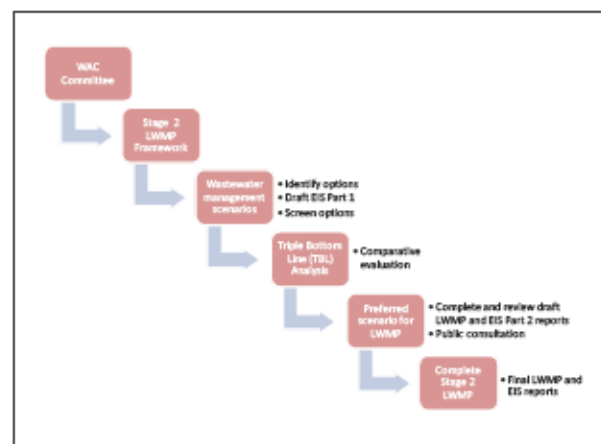 WAC
Committee
Stage 2
LWMP
Framework
Wastewater
management
scenarios
• Identify options
• Draft EIS Part 1
• Screen options
Triple Bottom
Line (TBL)
Analysis
• Comparative
evaluation
Preferred
scenario for
LWMP
• Complete and review draft
LWMP and EIS Part 2 reports
• Public consultation
Complete
Stage 2
LWMP
• Final LWMP and
EIS reports